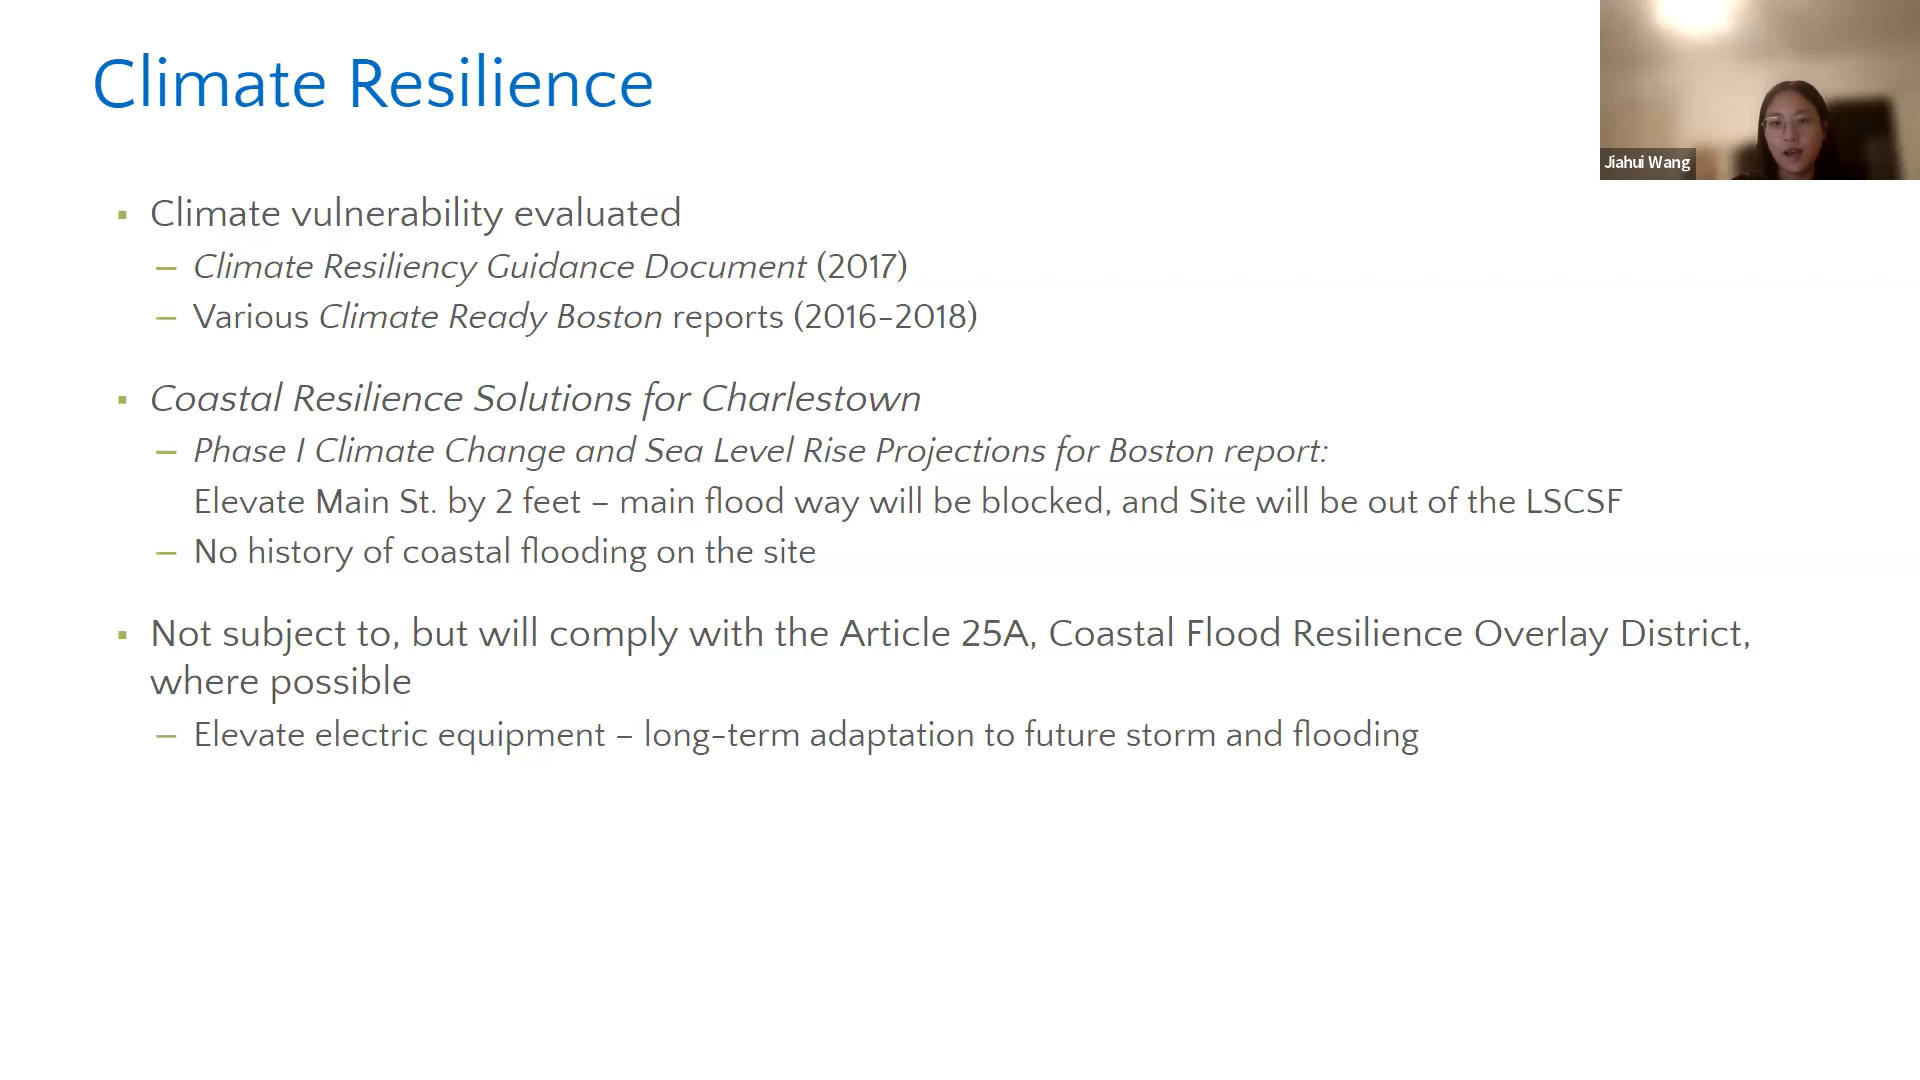 Climate Resilience
Jiahui Wang
▪ Climate vulnerability evaluated
– Climate Resiliency Guidance Document (2017)
– Various Climate Ready Boston reports (2016-2018)
▪ Coastal Resilience Solutions for Charlestown
– Phase I Climate Change and Sea Level Rise Projections for Boston report:
Elevate Main St. by 2 feet – main flood way will be blocked, and Site will be out of the LSCSF
– No history of coastal flooding on the site
▪ Not subject to, but will comply with the Article 25A, Coastal Flood Resilience Overlay District,
where possible
– Elevate electric equipment – long-term adaptation to future storm and flooding